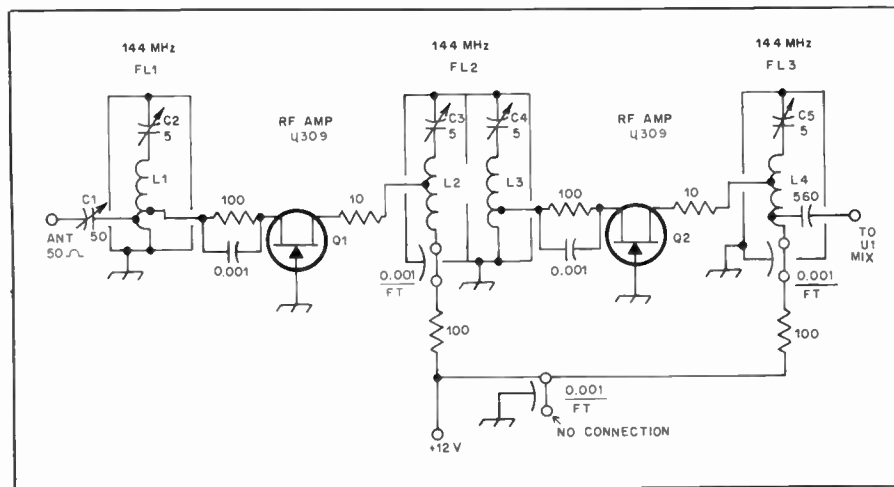 144 MHz
FL1
144 MHz
FL2
144 MHz
FL3
RF AMP
U309
RF AMP
U309
C2
5
C3
5
C4
5
C5
5
L1
L2
L3
L4
C1
50
ANT
50Ω
100
0.001
Q1
10
100
0.001
Q2
10
560
TO
U1
MIX
0.001
FT
100
0.001
FT
100
0.001
FT
NO CONNECTION
+12 V